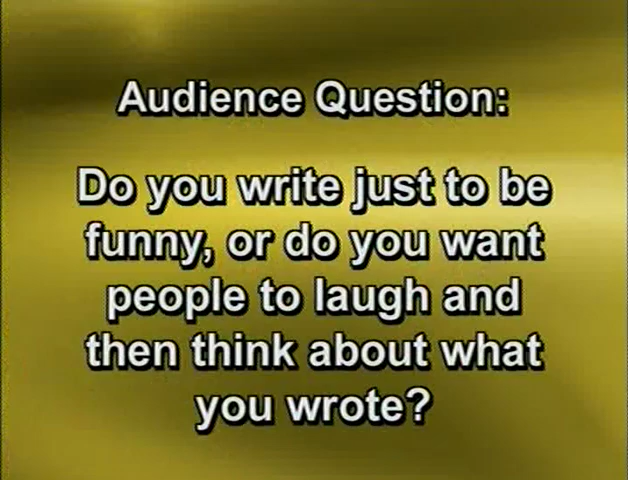 Audience Question:
Do you write just to be
funny, or do you want
people to laugh and
then think about what
you wrote?